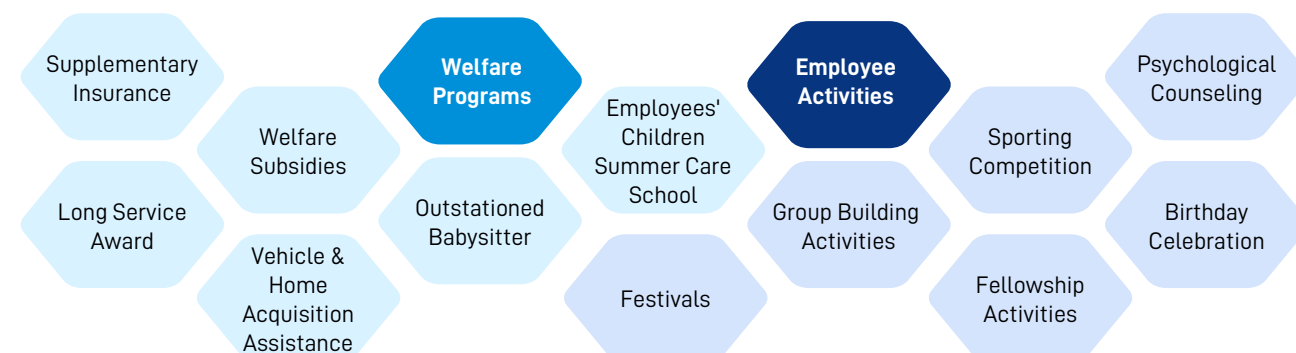 Supplementary
Insurance
Long Service
Award
Welfare
Subsidies
Vehicle &
Home
Acquisition
Assistance
Welfare
Programs
Outstationed
Babysitter
Employees'
Children
Summer Care
School
Festivals
Employee
Activities
Group Building
Activities
Sporting
Competition
Fellowship
Activities
Psychological
Counseling
Birthday
Celebration